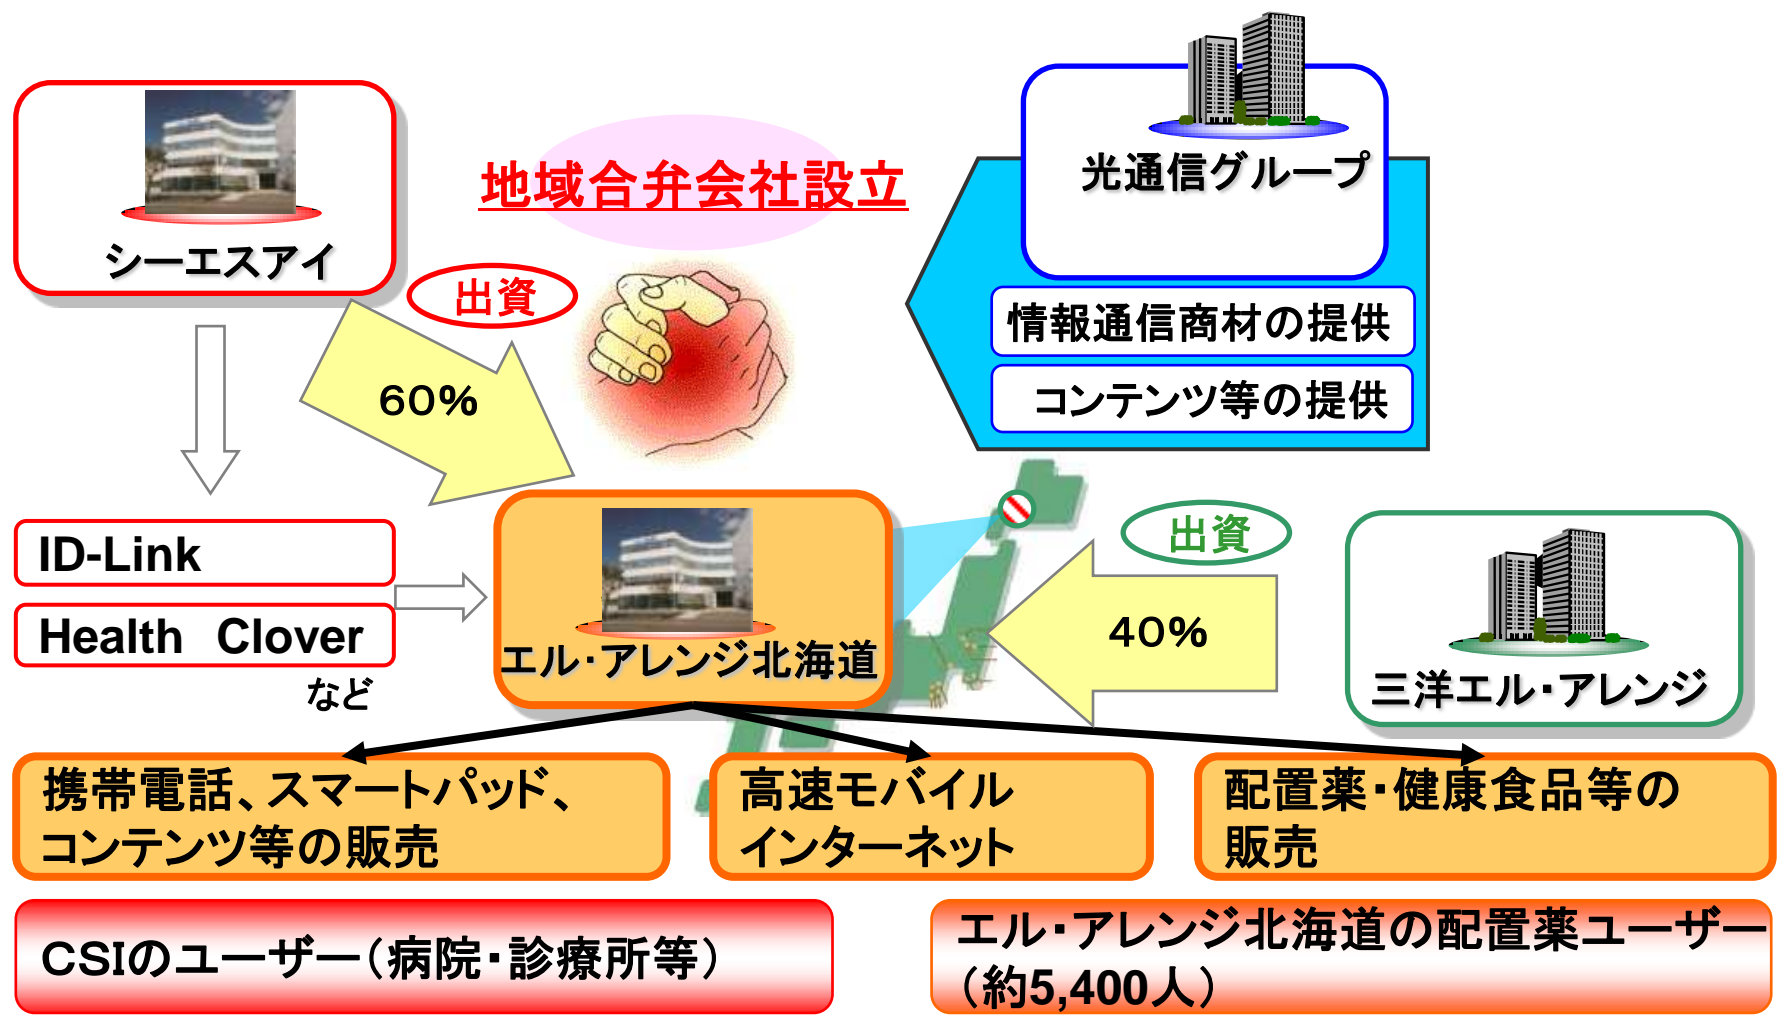 シーエスアイ
地域合弁会社設立
光通信グループ
情報通信商材の提供
コンテンツ等の提供
出資
60%
ID-Link
Health Clover
など
エル・アレンジ北海道
出資
40%
三洋エル・アレンジ
携帯電話、スマートパッド、
コンテンツ等の販売
高速モバイル
インターネット
配置薬・健康食品等の
販売
CSIのユーザー（病院・診療所等）
エル・アレンジ北海道の配置薬ユーザー
（約5,400人）